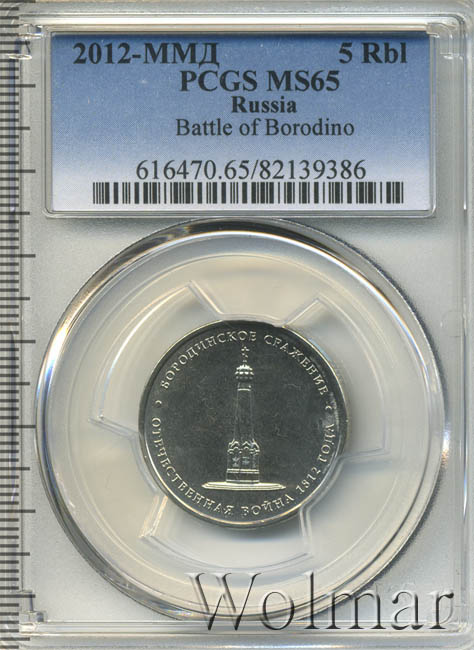 2012-ММД 5 Rbl
PCGS MS65
Russia
Battle of Borodino
616470.65/82139386
БОРОДИНСКОЕ СРАЖЕНИЕ
ОТЕЧЕСТВЕННАЯ ВОЙНА 1812 ГОДА
Wolmar